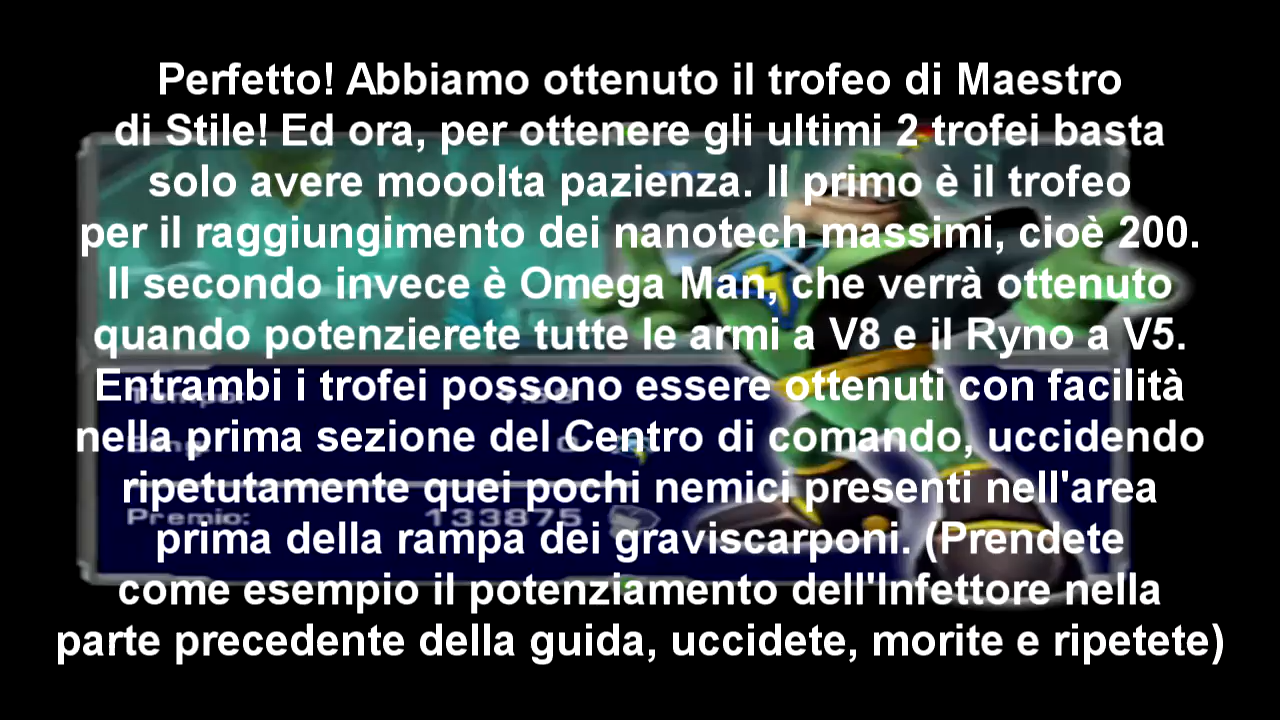 Perfetto! Abbiamo ottenuto il trofeo di Maestro
di Stile! Ed ora, per ottenere gli ultimi 2 trofei basta
solo avere mooolta pazienza. Il primo è il trofeo
per il raggiungimento dei nanotech massimi, cioè 200.
Il secondo invece è Omega Man, che verrà ottenuto
quando potenzierete tutte le armi a V8 e il Ryno a V5.
Entrambi i trofei possono essere ottenuti con facilità
nella prima sezione del Centro di comando, uccidendo
ripetutamente quei pochi nemici presenti nell'area
Premio: 133875
prima della rampa dei graviscarponi. (Prendete
come esempio il potenziamento dell'Infettore nella
parte precedente della guida, uccidete, morite e ripetete)